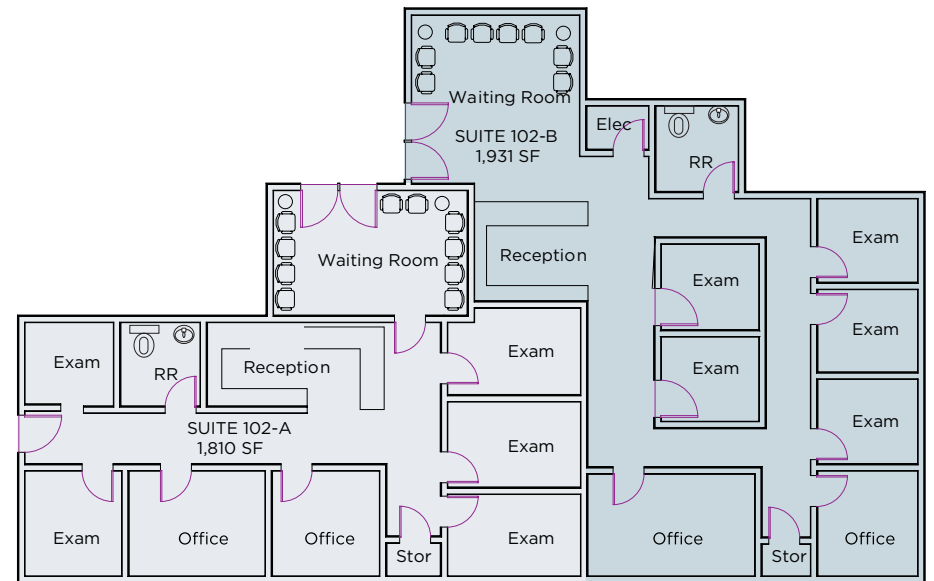 Waiting Room
Elec
SUITE 102-B
1,931 SF
RR
Exam
Reception
Waiting Room
Exam
Exam
Exam
Exam
Exam
RR
Reception
Exam
Exam
SUITE 102-A
1,810 SF
Exam
Exam
Office
Office
Stor
Exam
Office
Stor
Office